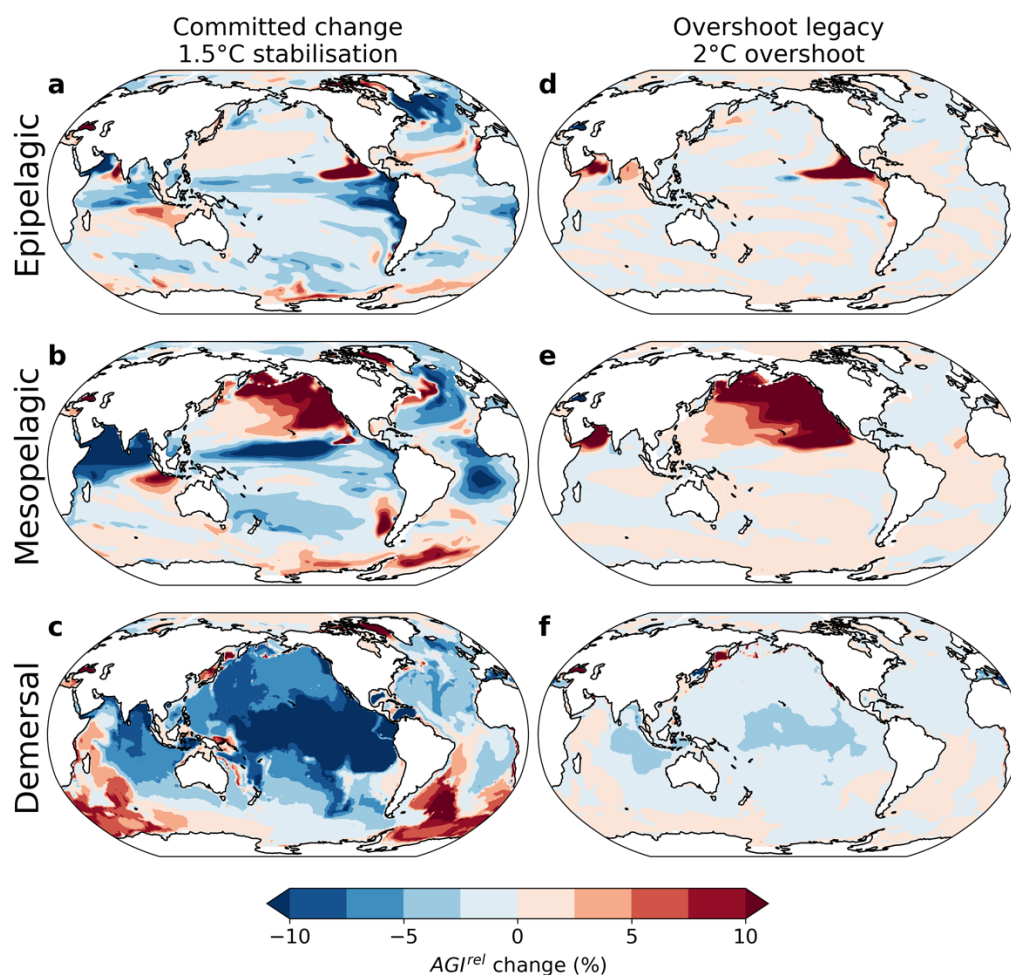 Committed change
1.5°C stabilisation
Overshoot legacy
2°C overshoot
a
d
Epipelagic
b
e
Mesopelagic
c
f
Demersal
−10 −5 0 5 10
AGI^rel change (%)